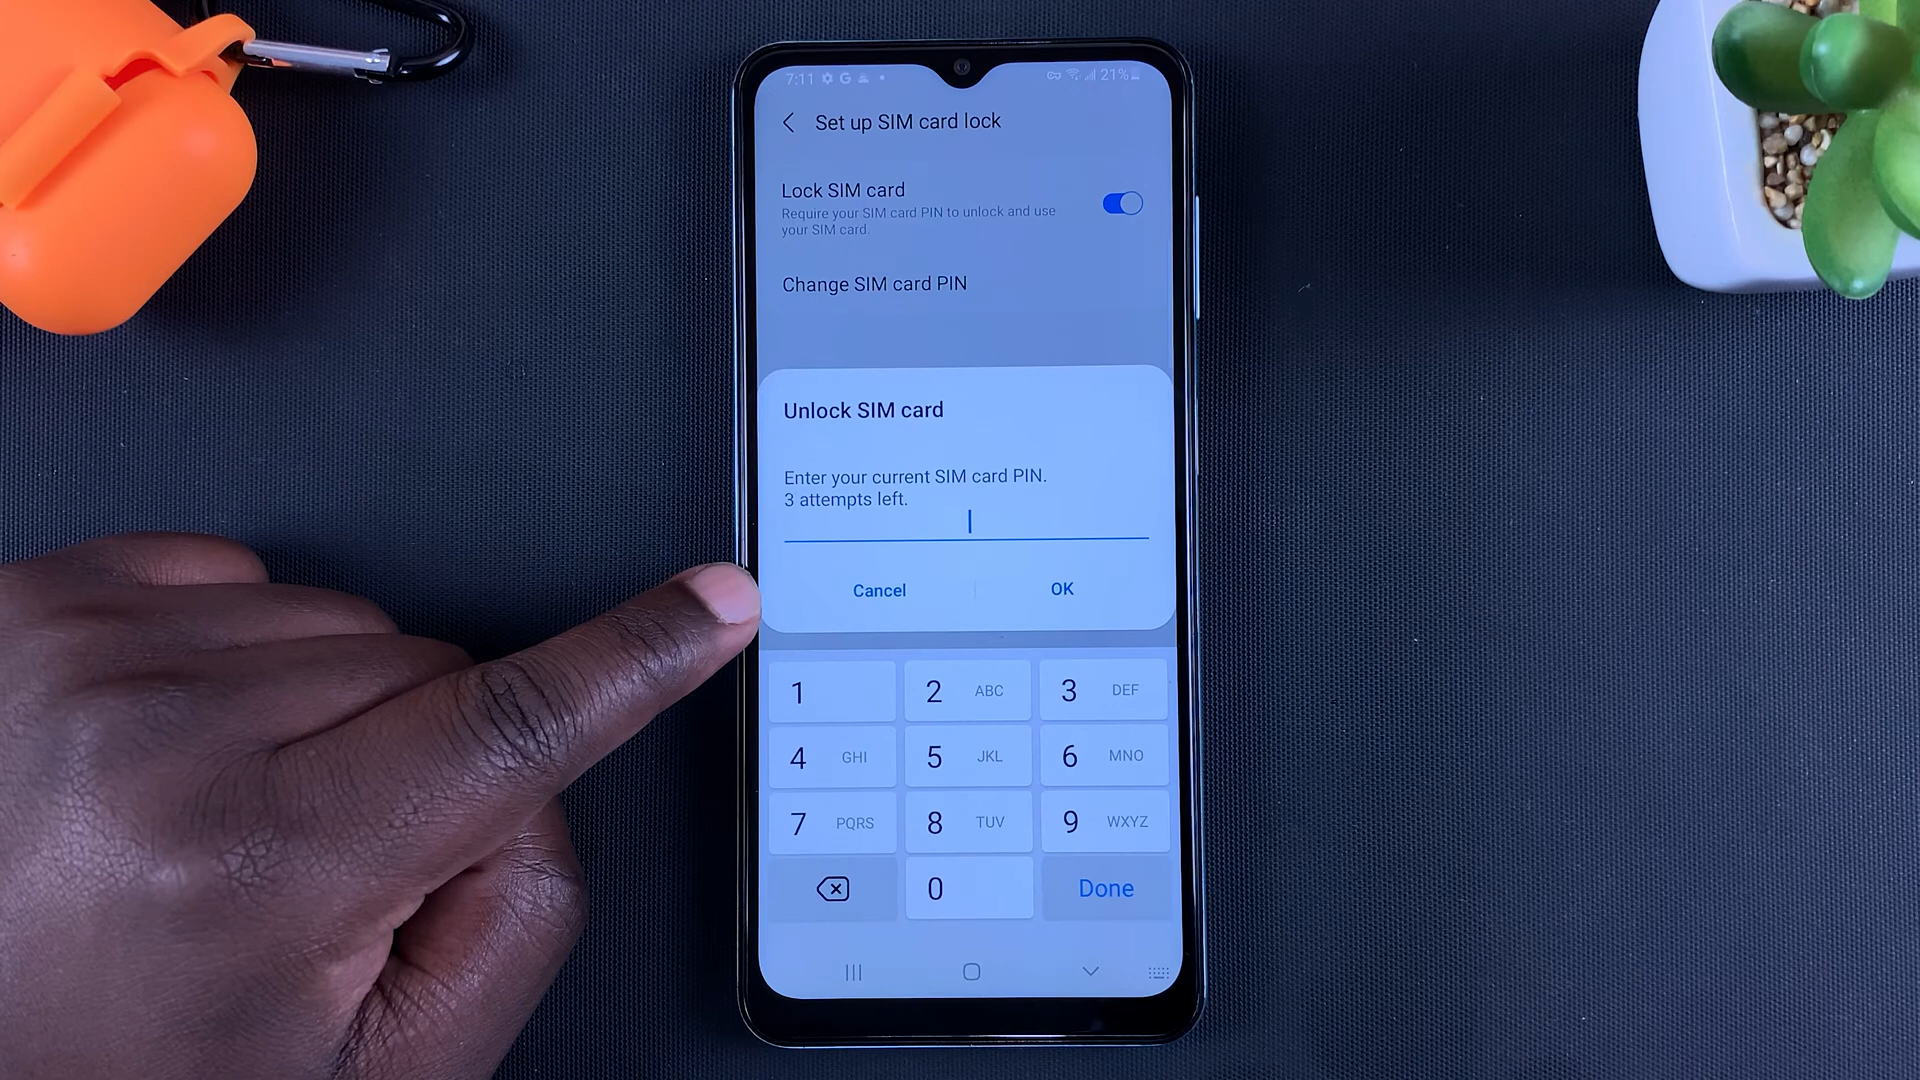 7:11 G 21%
Set up SIM card lock
Lock SIM card
Require your SIM card PIN to unlock and use
your SIM card.
Change SIM card PIN
Unlock SIM card
Enter your current SIM card PIN.
3 attempts left.
Cancel OK
1 2 ABC 3 DEF
4 GHI 5 JKL 6 MNO
7 PQRS 8 TUV 9 WXYZ
0 Done